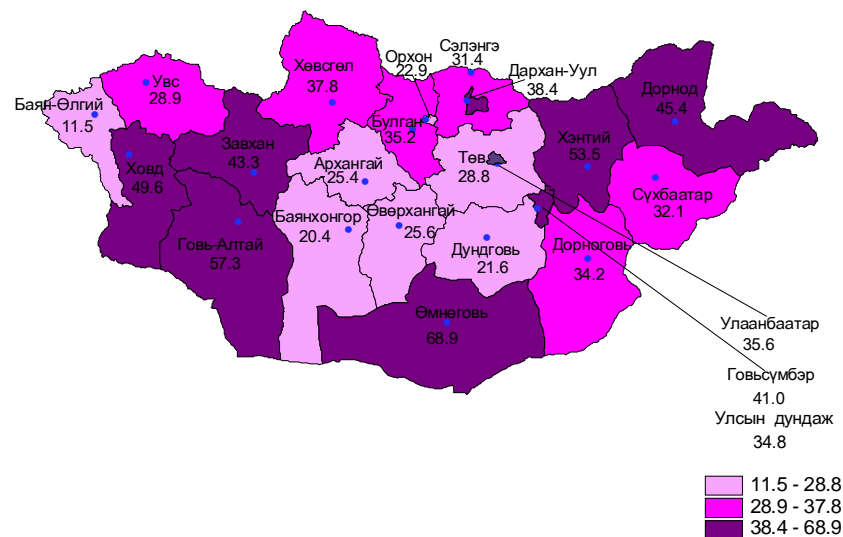 Сэлэнгэ
31.4
Орхон
22.9
Хөвсгөл
37.8
Дархан-Уул
38.4
Увс
28.9
Дорнод
45.4
Баян-Өлгий
11.5
Булган
35.2
Завхан
43.3
Архангай
25.4
Төв
28.8
Хэнтий
53.5
Ховд
49.6
Сүхбаатар
32.1
Баянхонгор
20.4
Өвөрхангай
25.6
Говь-Алтай
57.3
Дундговь
21.6
Дорноговь
34.2
Өмнөговь
68.9
Улаанбаатар
35.6
Говьсүмбэр
41.0
Улсын дундаж
34.8
11.5 - 28.8
28.9 - 37.8
38.4 - 68.9